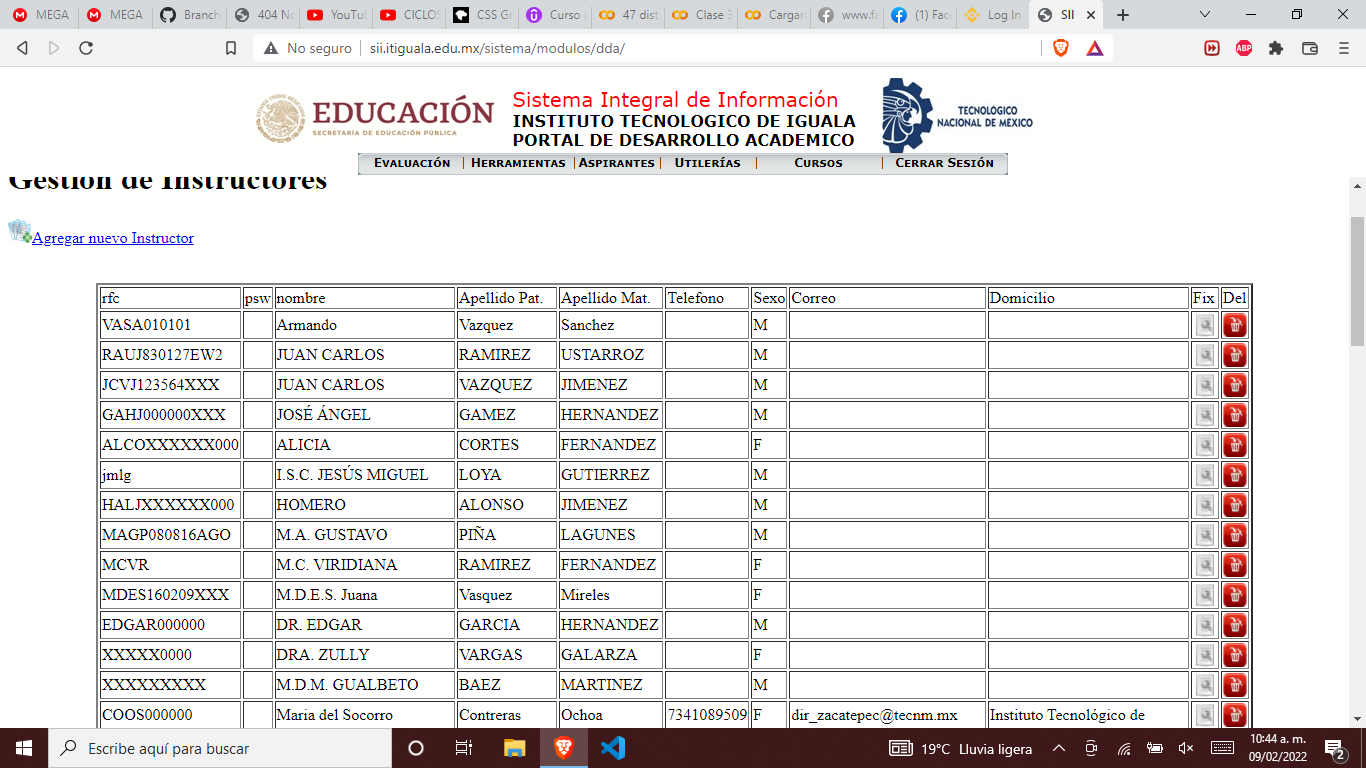 MEGA MEGA Branch 404 No YouTub CICLOS CSS Gr Curso 47 dist Clase 3 Cargan www.fa (1) Fac Log In SII
No seguro sii.itiguala.edu.mx/sistema/modulos/dda/ ABP
EDUCACIÓN
SECRETARÍA DE EDUCACIÓN PÚBLICA
Sistema Integral de Información
INSTITUTO TECNOLOGICO DE IGUALA
PORTAL DE DESARROLLO ACADEMICO
TECNOLÓGICO
NACIONAL DE MÉXICO
EVALUACIÓN | HERRAMIENTAS | ASPIRANTES | UTILERÍAS | CURSOS | CERRAR SESIÓN
Gestion de Instructores
Agregar nuevo Instructor
rfc psw nombre Apellido Pat. Apellido Mat. Telefono Sexo Correo Domicilio Fix Del
VASA010101 Armando Vazquez Sanchez M
RAUJ830127EW2 JUAN CARLOS RAMIREZ USTARROZ M
JCVJ123564XXX JUAN CARLOS VAZQUEZ JIMENEZ M
GAHJ000000XXX JOSÉ ÁNGEL GAMEZ HERNANDEZ M
ALCOXXXXXX000 ALICIA CORTES FERNANDEZ F
jmlg I.S.C. JESÚS MIGUEL LOYA GUTIERREZ M
HALJXXXXXX000 HOMERO ALONSO JIMENEZ M
MAGP080816AGO M.A. GUSTAVO PIÑA LAGUNES M
MCVR M.C. VIRIDIANA RAMIREZ FERNANDEZ F
MDES160209XXX M.D.E.S. Juana Vasquez Mireles F
EDGAR000000 DR. EDGAR GARCIA HERNANDEZ M
XXXXX0000 DRA. ZULLY VARGAS GALARZA F
XXXXXXXXX M.D.M. GUALBETO BAEZ MARTINEZ M
COOS000000 Maria del Socorro Contreras Ochoa 7341089509 F dir_zacatepec@tecnm.mx Instituto Tecnológico de
Escribe aquí para buscar 19°C Lluvia ligera 10:44 a. m.
09/02/2022 2